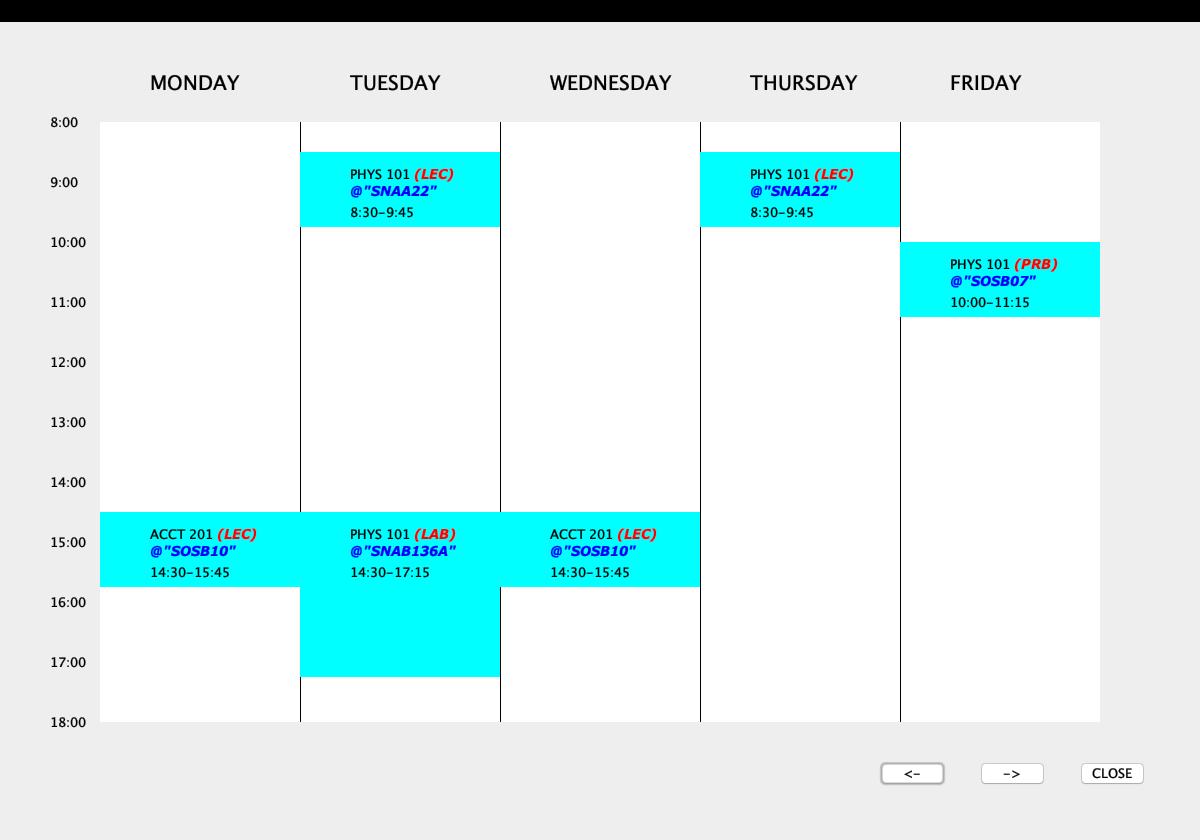 MONDAY TUESDAY WEDNESDAY THURSDAY FRIDAY
8:00
PHYS 101 (LEC) PHYS 101 (LEC)
9:00
@"SNAA22" @"SNAA22"
8:30-9:45 8:30-9:45
10:00
PHYS 101 (PRB)
@"SOSB07"
11:00
10:00-11:15
12:00
13:00
14:00
ACCT 201 (LEC) PHYS 101 (LAB) ACCT 201 (LEC)
15:00
@"SOSB10" @"SNAB136A" @"SOSB10"
14:30-15:45 14:30-17:15 14:30-15:45
16:00
17:00
18:00
<- -> CLOSE